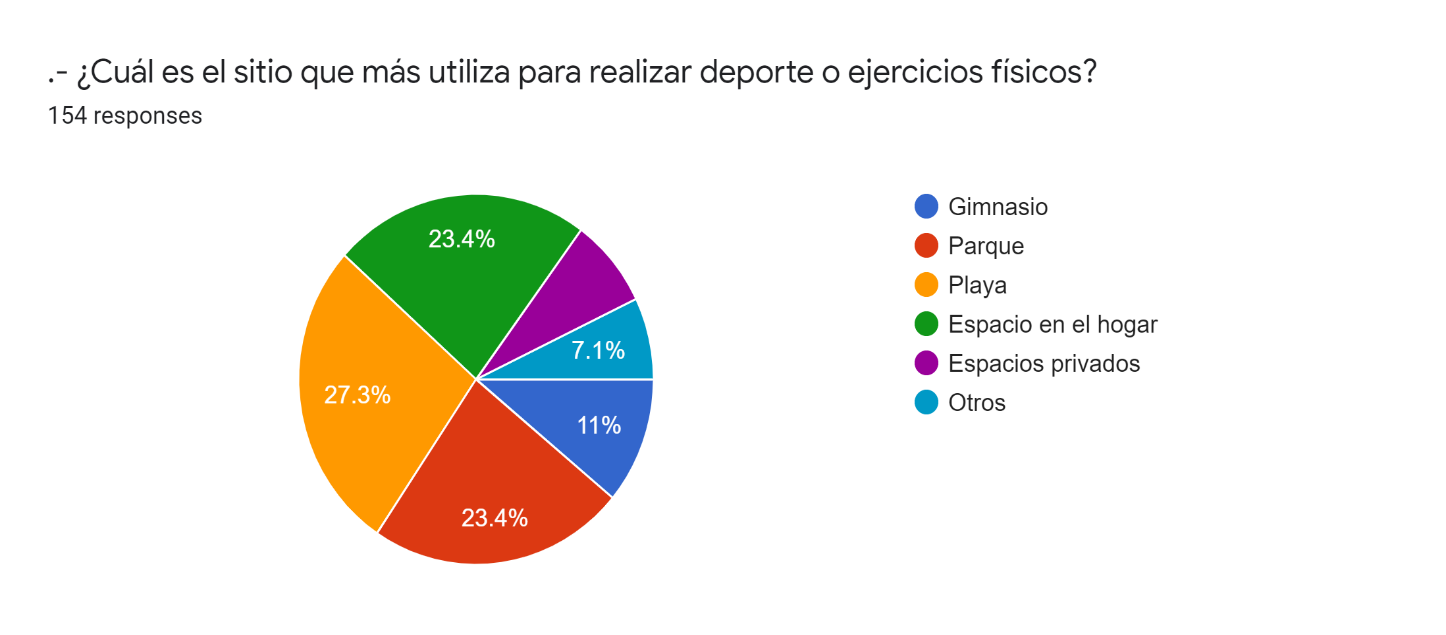 .- ¿Cuál es el sitio que más utiliza para realizar deporte o ejercicios físicos?
154 responses
23.4%
7.1%
27.3%
11%
23.4%
Gimnasio
Parque
Playa
Espacio en el hogar
Espacios privados
Otros